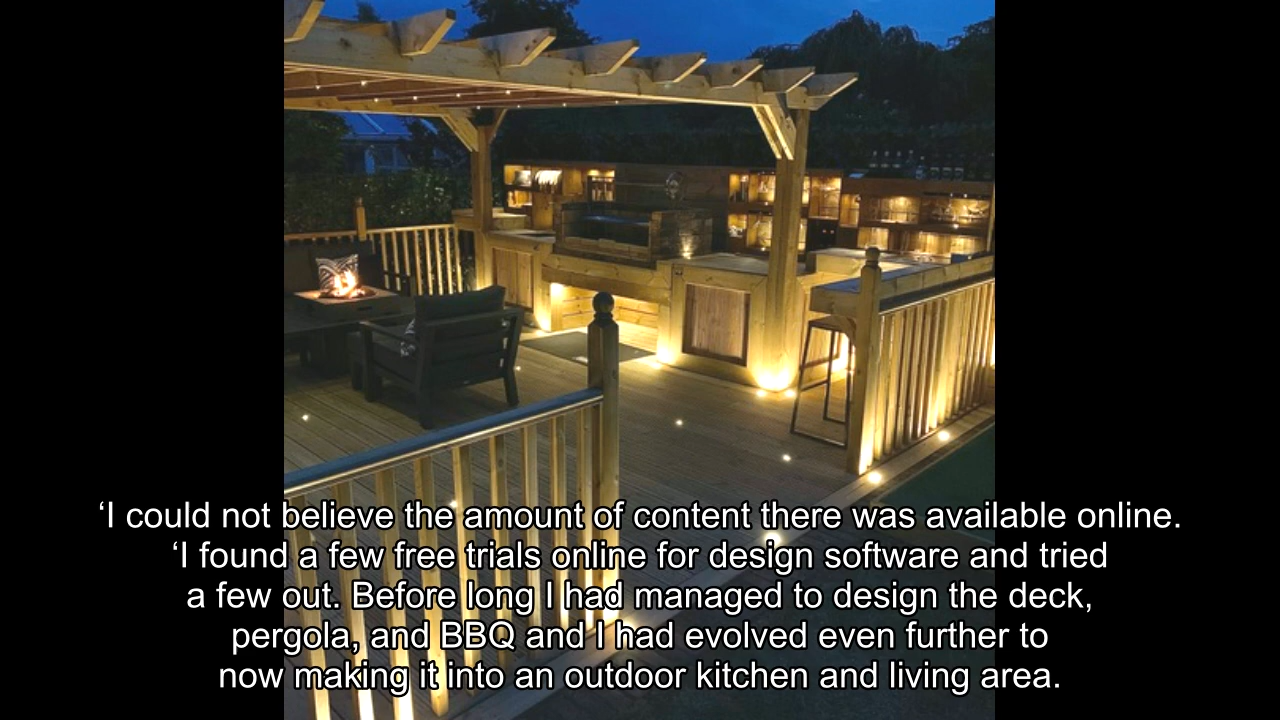 ‘I could not believe the amount of content there was available online.
‘I found a few free trials online for design software and tried
a few out. Before long I had managed to design the deck,
pergola, and BBQ and I had evolved even further to
now making it into an outdoor kitchen and living area.